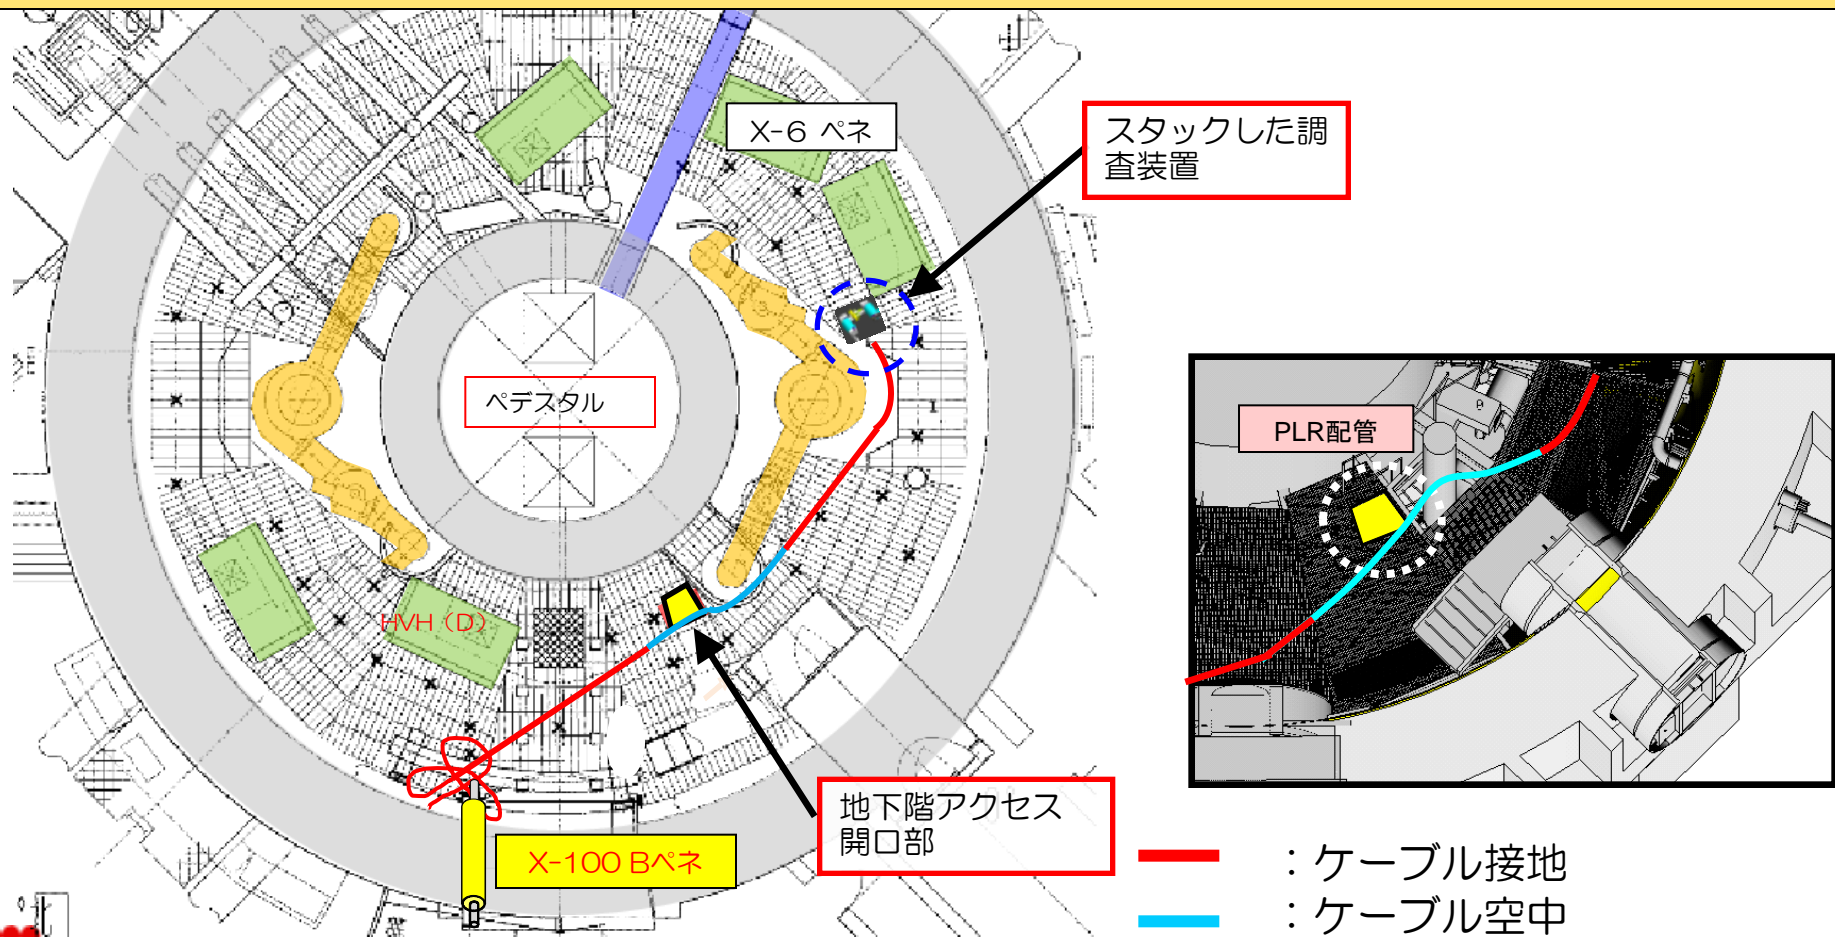 X-6 ペネ
スタックした調
査装置
ペデスタル
PLR配管
HVH（D）
地下階アクセス
開口部
X-100 Bペネ
：ケーブル接地
：ケーブル空中